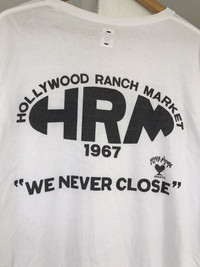 HOLLYWOOD RANCH MARKET
HRM
1967
"WE NEVER CLOSE"